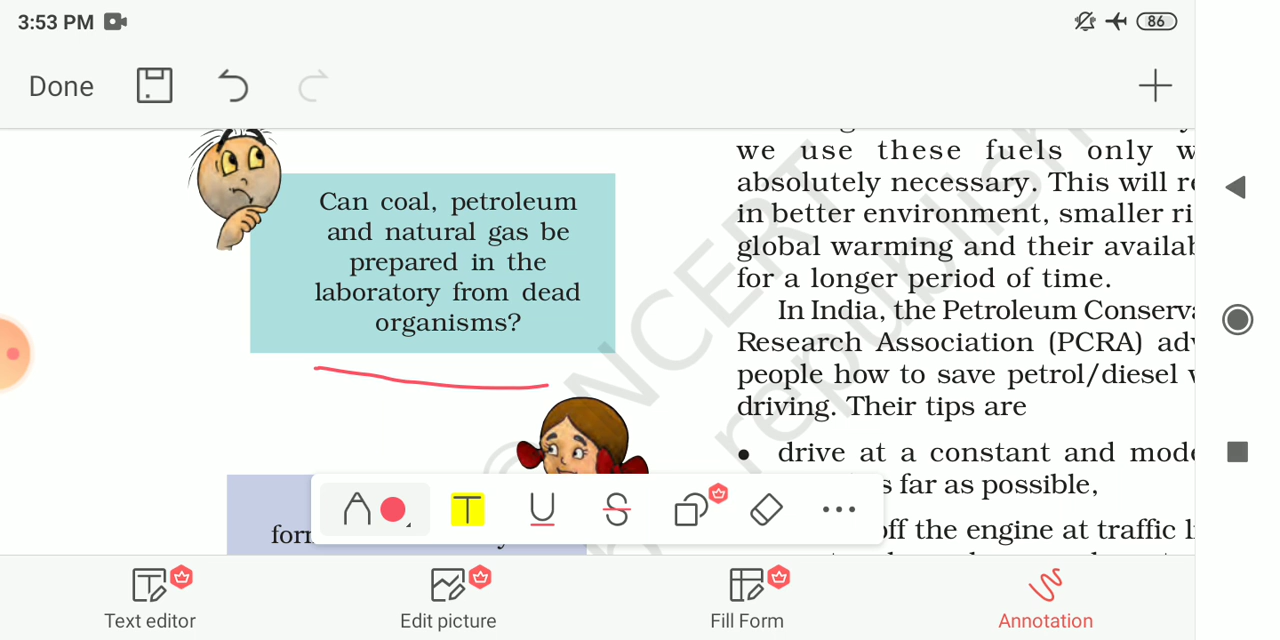 3:53 PM
86
Done
Can coal, petroleum
and natural gas be
prepared in the
laboratory from dead
organisms?
we use these fuels only w
absolutely necessary. This will re
in better environment, smaller ri
global warming and their availab
for a longer period of time.
In India, the Petroleum Conserva
Research Association (PCRA) adv
people how to save petrol/diesel w
driving. Their tips are
• drive at a constant and mode
s far as possible,
off the engine at traffic li
© NCERT
republish
T
U
S
Text editor
Edit picture
Fill Form
Annotation